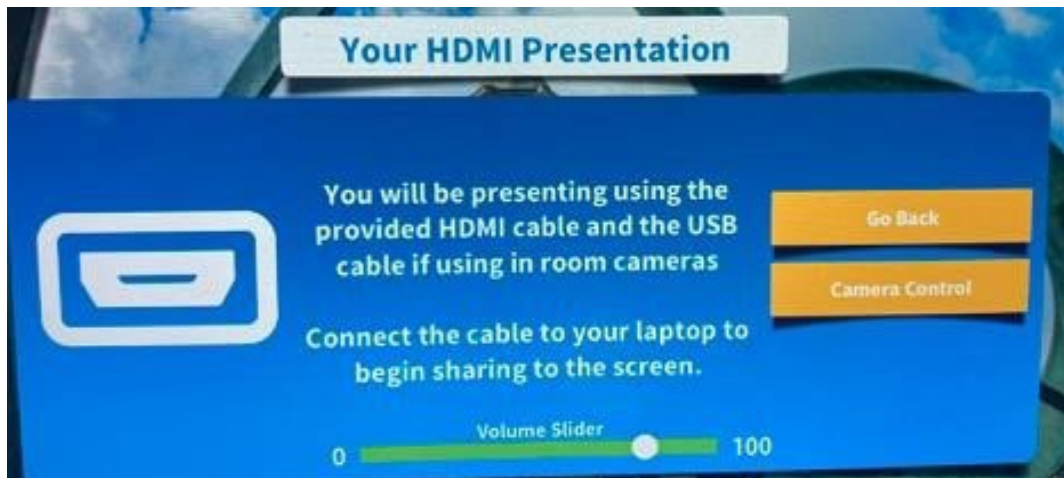 Your HDMI Presentation
You will be presenting using the
provided HDMI cable and the USB
cable if using in room cameras
Connect the cable to your laptop to
begin sharing to the screen.
Go Back
Camera Control
Volume Slider
0 100